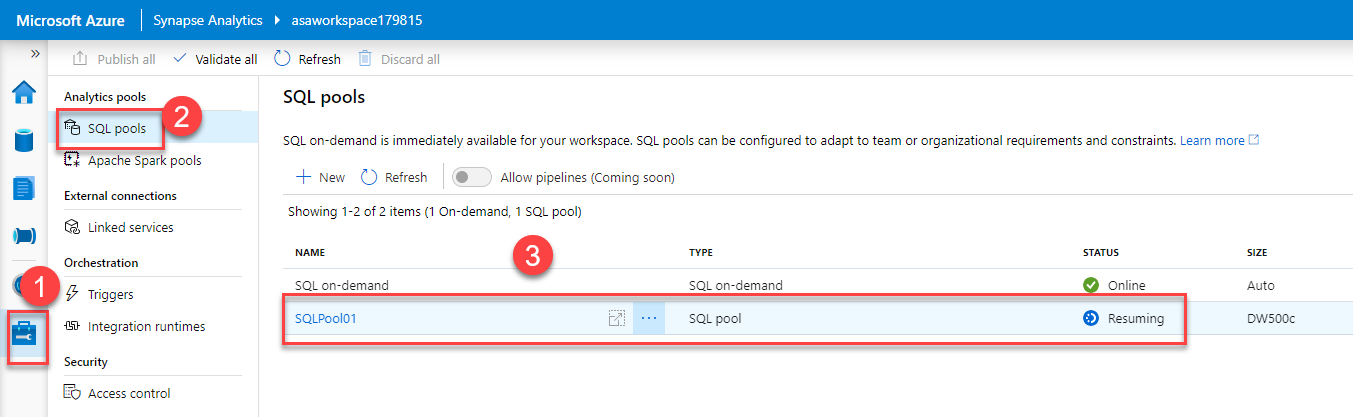 Microsoft Azure Synapse Analytics asaworkspace179815
» Publish all Validate all Refresh Discard all
Analytics pools
SQL pools
2
Apache Spark pools
External connections
Linked services
Orchestration
1
Triggers
Integration runtimes
Security
Access control
SQL pools
SQL on-demand is immediately available for your workspace. SQL pools can be configured to adapt to team or organizational requirements and constraints. Learn more
New Refresh Allow pipelines (Coming soon)
Showing 1-2 of 2 items (1 On-demand, 1 SQL pool)
3
NAME TYPE STATUS SIZE
SQL on-demand SQL on-demand Online Auto
SQLPool01 ... SQL pool Resuming DW500c